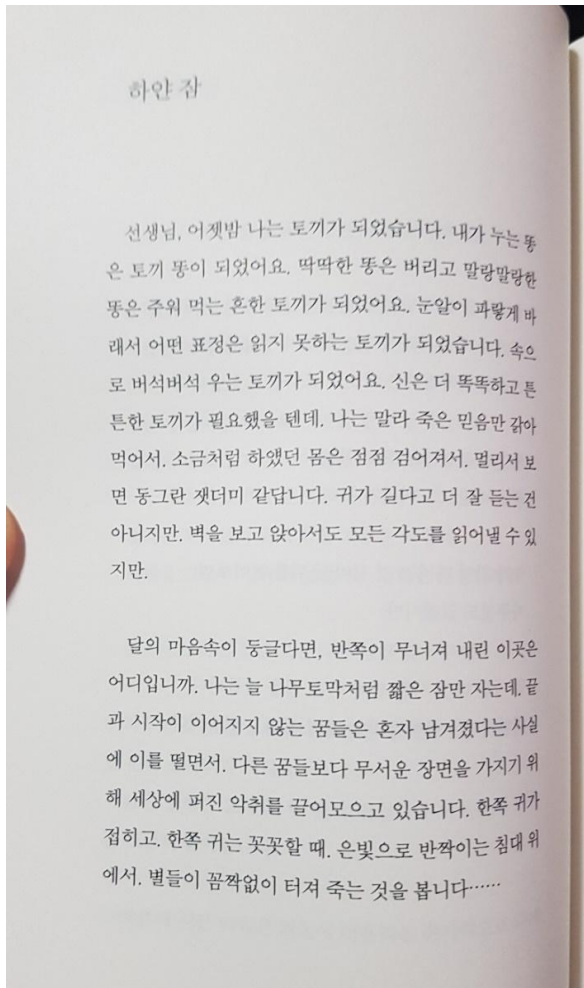 하얀 잠
선생님, 어젯밤 나는 토끼가 되었습니다. 내가 누는 똥
은 토끼 똥이 되었어요. 딱딱한 똥은 버리고 말랑말랑한
똥은 주워 먹는 흔한 토끼가 되었어요. 눈알이 파랗게 바
래서 어떤 표정은 읽지 못하는 토끼가 되었습니다. 속으
로 버석버석 우는 토끼가 되었어요. 신은 더 똑똑하고 튼
튼한 토끼가 필요했을 텐데. 나는 말라 죽은 믿음만 갉아
먹어서. 소금처럼 하얬던 몸은 점점 검어져서. 멀리서 보
면 동그란 잿더미 같답니다. 귀가 길다고 더 잘 듣는 건
아니지만. 벽을 보고 앉아서도 모든 각도를 읽어낼 수 있
지만.
달의 마음속이 둥글다면, 반쪽이 무너져 내린 이곳은
어디입니까. 나는 늘 나무토막처럼 짧은 잠만 자는데. 끝
과 시작이 이어지지 않는 꿈들은 혼자 남겨졌다는 사실
에 이를 떨면서. 다른 꿈들보다 무서운 장면을 가지기 위
해 세상에 퍼진 악취를 끌어모으고 있습니다. 한쪽 귀가
접히고. 한쪽 귀는 꼿꼿할 때. 은빛으로 반짝이는 침대 위
에서. 별들이 꼼짝없이 터져 죽는 것을 봅니다……